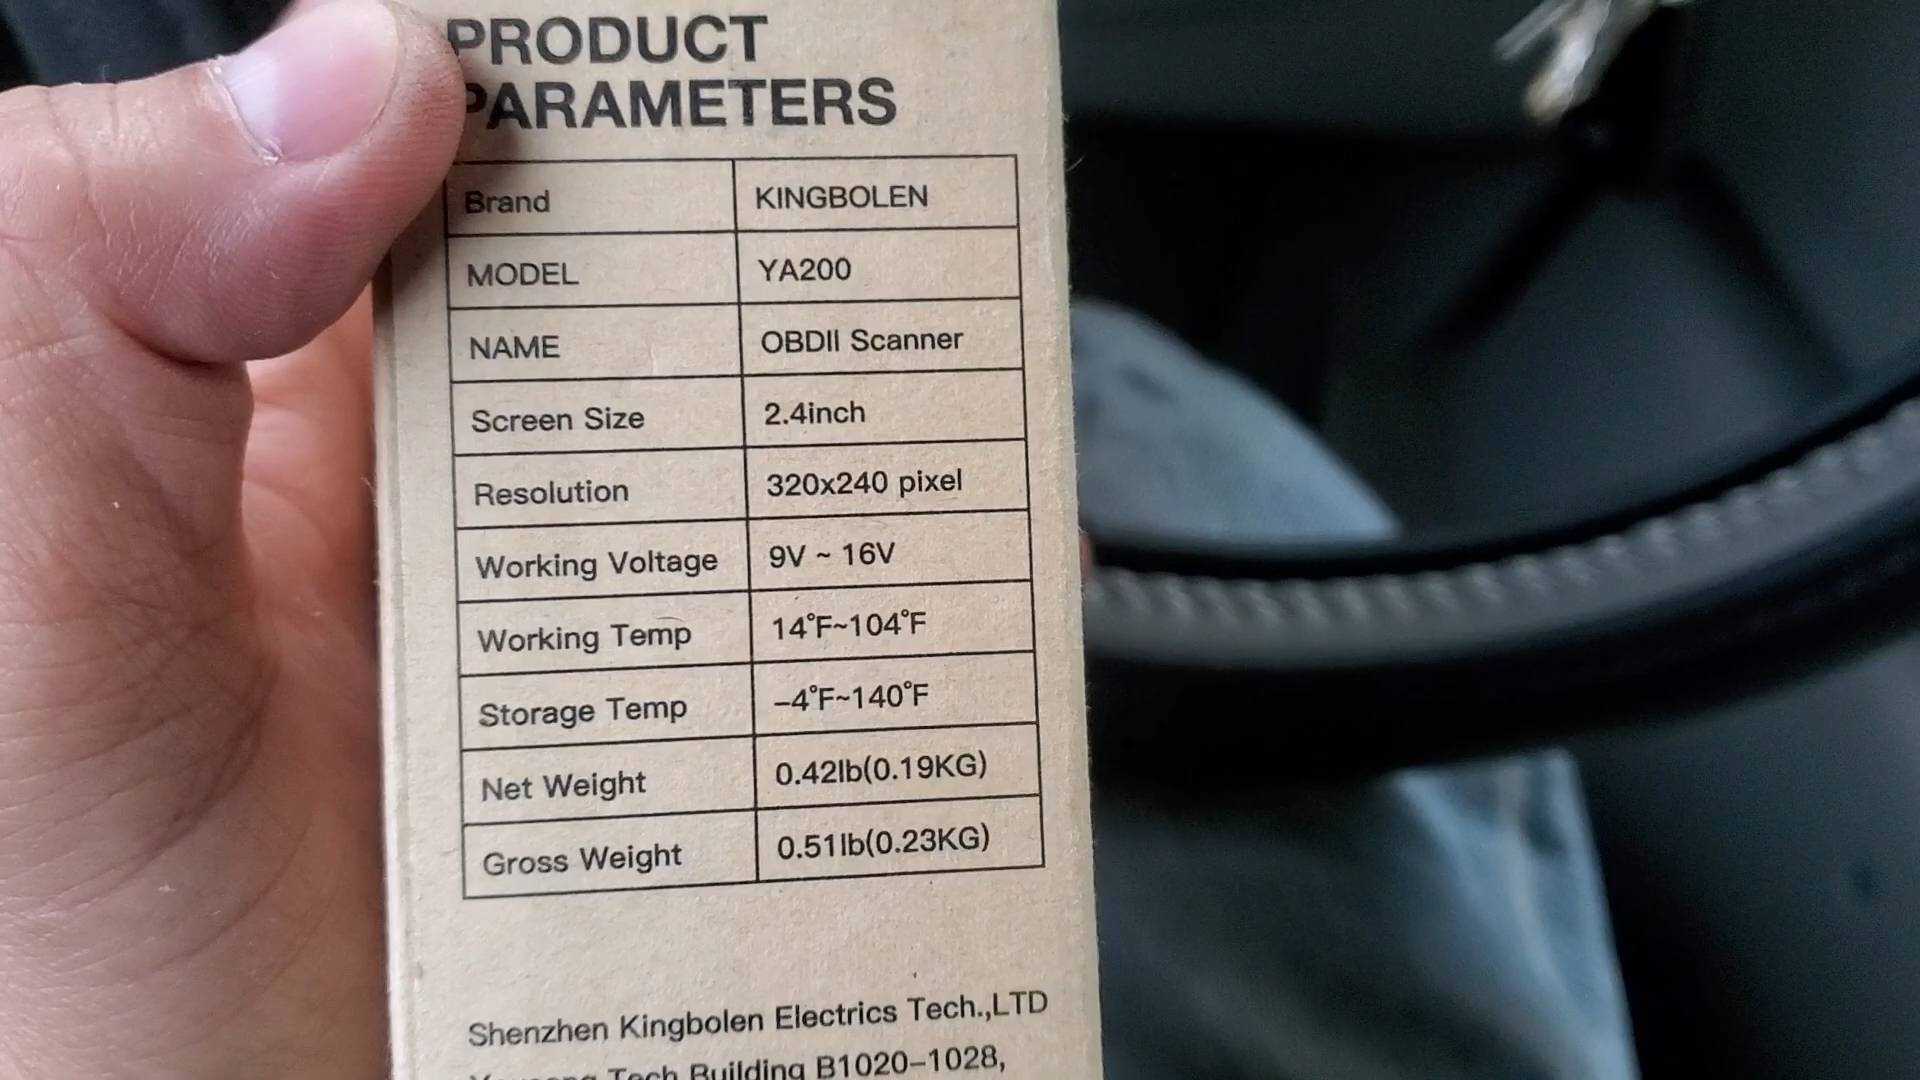 PRODUCT
PARAMETERS
Brand KINGBOLEN
MODEL YA200
NAME OBDII Scanner
Screen Size 2.4inch
Resolution 320x240 pixel
Working Voltage 9V ~ 16V
Working Temp 14°F~104°F
Storage Temp -4°F~140°F
Net Weight 0.42lb(0.19KG)
Gross Weight 0.51lb(0.23KG)
Shenzhen Kingbolen Electrics Tech.,LTD
Tech Building B1020-1028,